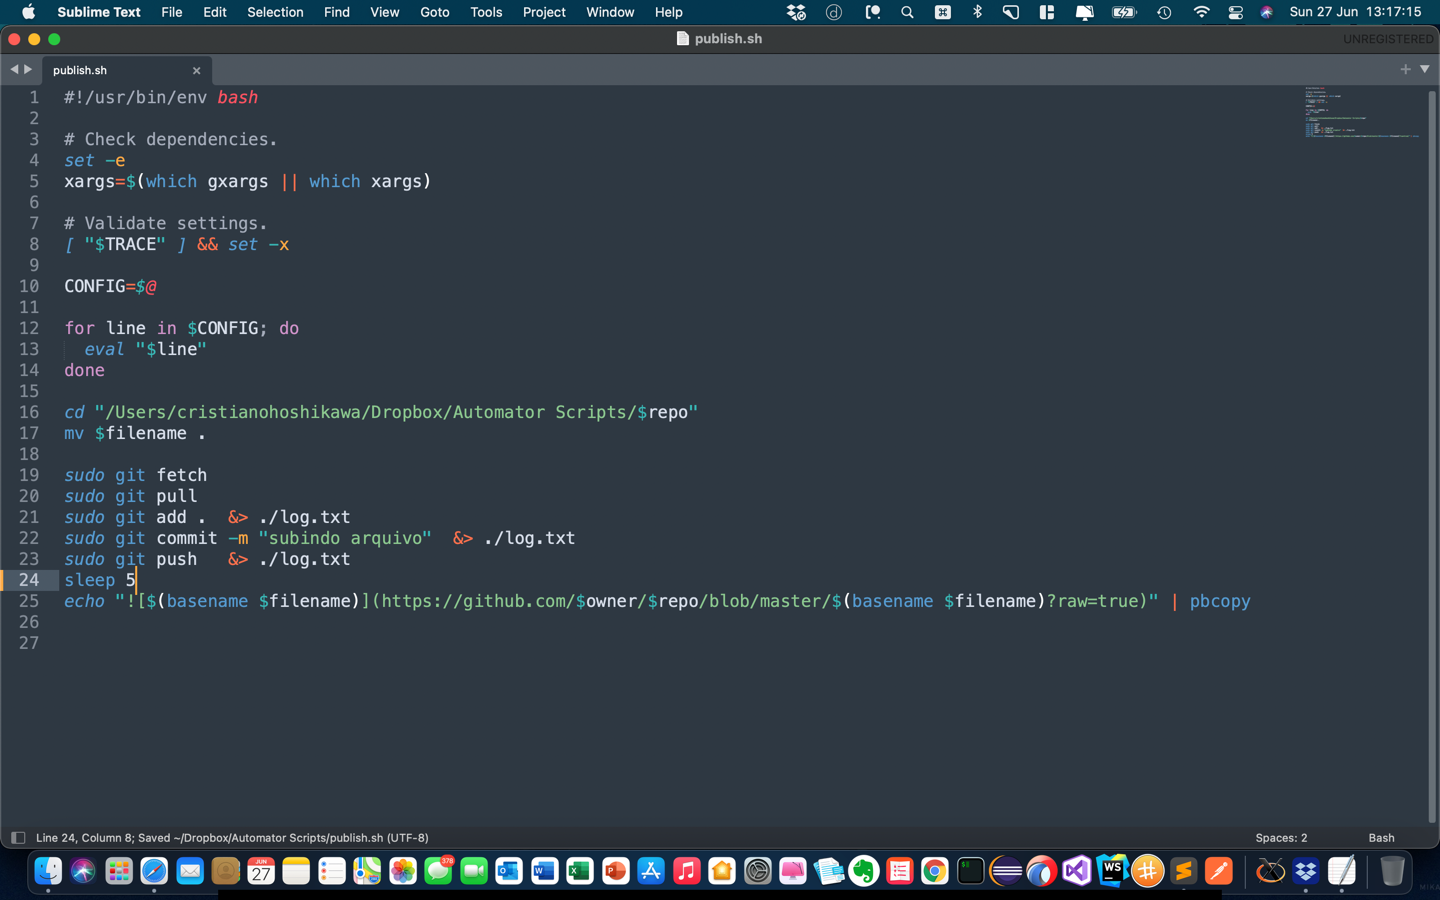 Sublime Text File Edit Selection Find View Goto Tools Project Window Help Sun 27 Jun 13:17:15
publish.sh UNREGISTERED
publish.sh
1 #!/usr/bin/env bash
2
3 # Check dependencies.
4 set -e
5 xargs=$(which gxargs || which xargs)
6
7 # Validate settings.
8 [ "$TRACE" ] && set -x
9
10 CONFIG=$@
11
12 for line in $CONFIG; do
13 eval "$line"
14 done
15
16 cd "/Users/cristianohoshikawa/Dropbox/Automator Scripts/$repo"
17 mv $filename .
18
19 sudo git fetch
20 sudo git pull
21 sudo git add . &> ./log.txt
22 sudo git commit -m "subindo arquivo" &> ./log.txt
23 sudo git push &> ./log.txt
24 sleep 5
25 echo "![$(basename $filename)](https://github.com/$owner/$repo/blob/master/$(basename $filename)?raw=true)" | pbcopy
26
27
Line 24, Column 8; Saved ~/Dropbox/Automator Scripts/publish.sh (UTF-8) Spaces: 2 Bash
JUN
27
376
WS